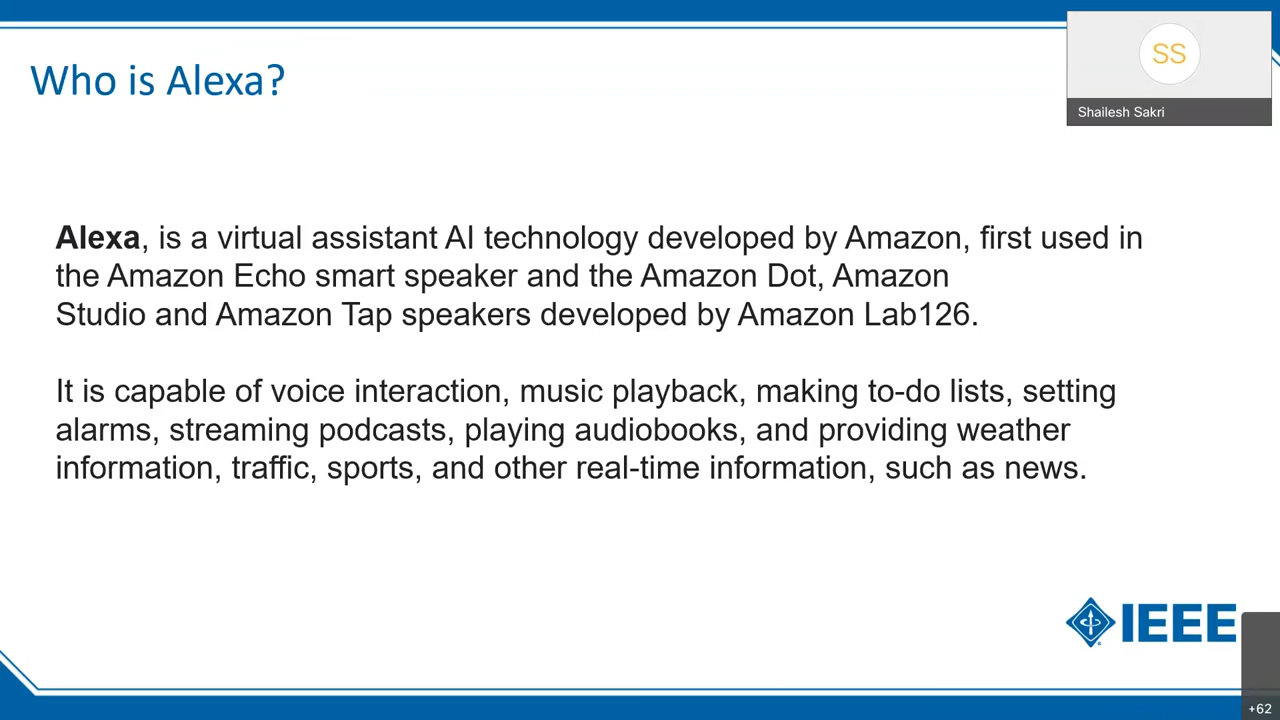 Who is Alexa?
SS
Shailesh Sakri
Alexa, is a virtual assistant AI technology developed by Amazon, first used in
the Amazon Echo smart speaker and the Amazon Dot, Amazon
Studio and Amazon Tap speakers developed by Amazon Lab126.
It is capable of voice interaction, music playback, making to-do lists, setting
alarms, streaming podcasts, playing audiobooks, and providing weather
information, traffic, sports, and other real-time information, such as news.
IEEE
+62